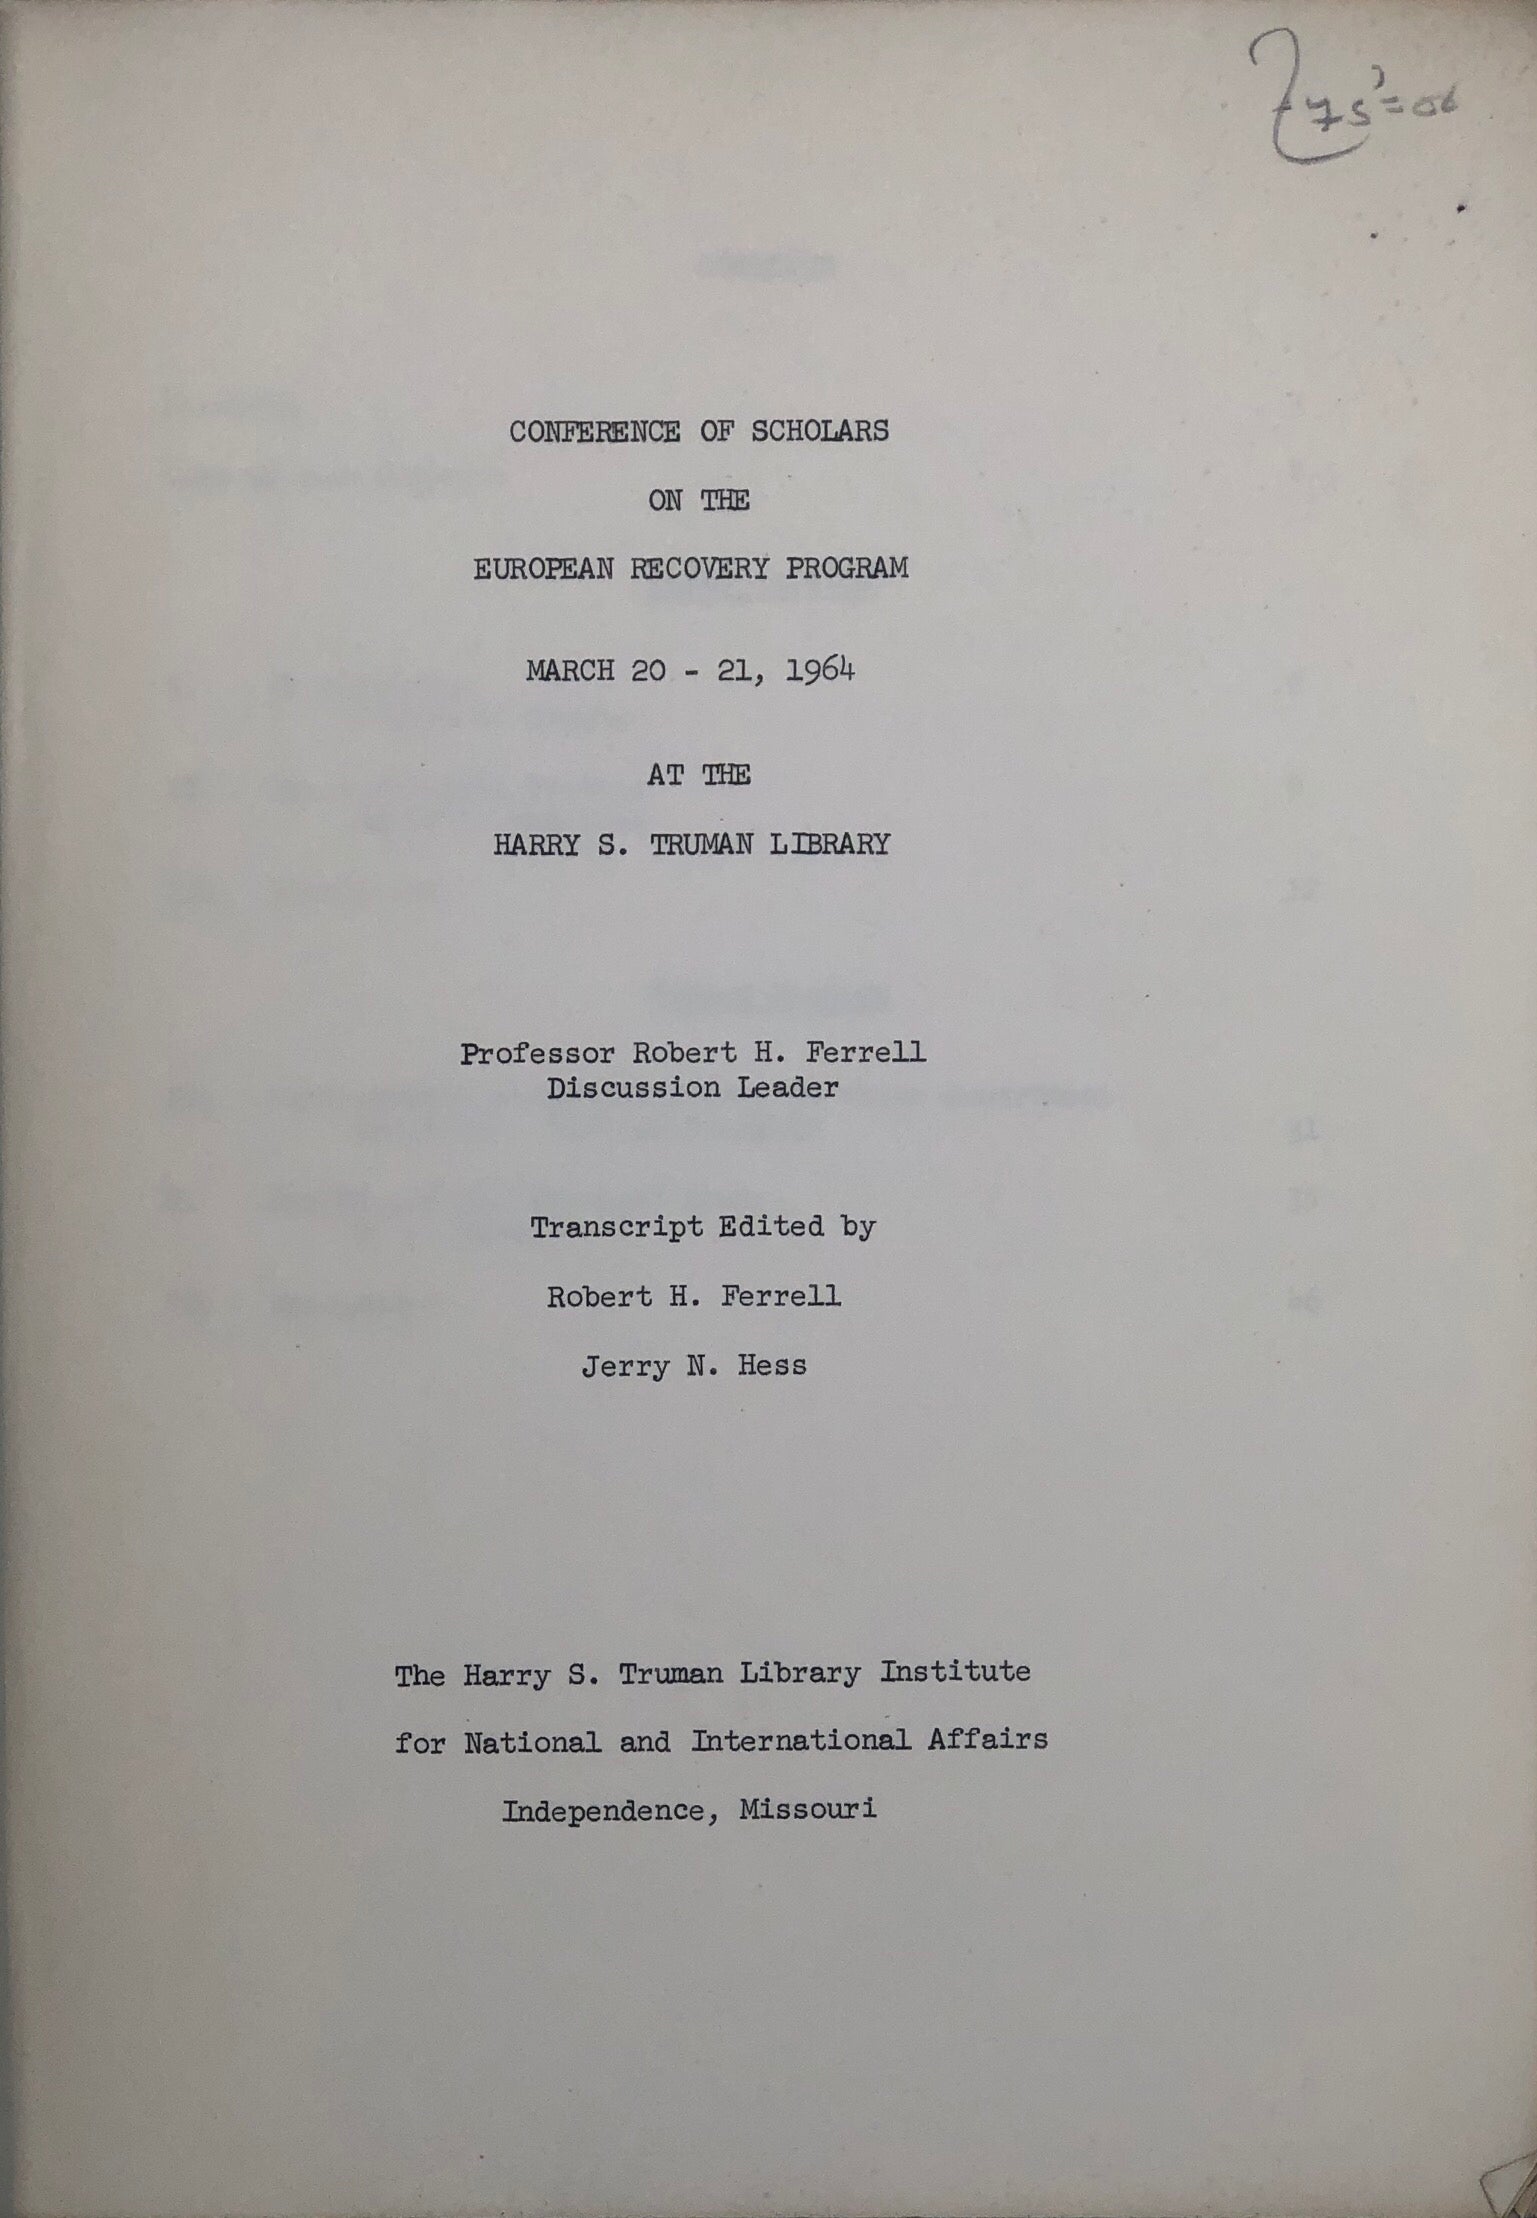 CONFERENCE OF SCHOLARS
ON THE
EUROPEAN RECOVERY PROGRAM
MARCH 20 - 21, 1964
AT THE
HARRY S. TRUMAN LIBRARY
Professor Robert H. Ferrell
Discussion Leader
Transcript Edited by
Robert H. Ferrell
Jerry N. Hess
The Harry S. Truman Library Institute
for National and International Affairs
Independence, Missouri